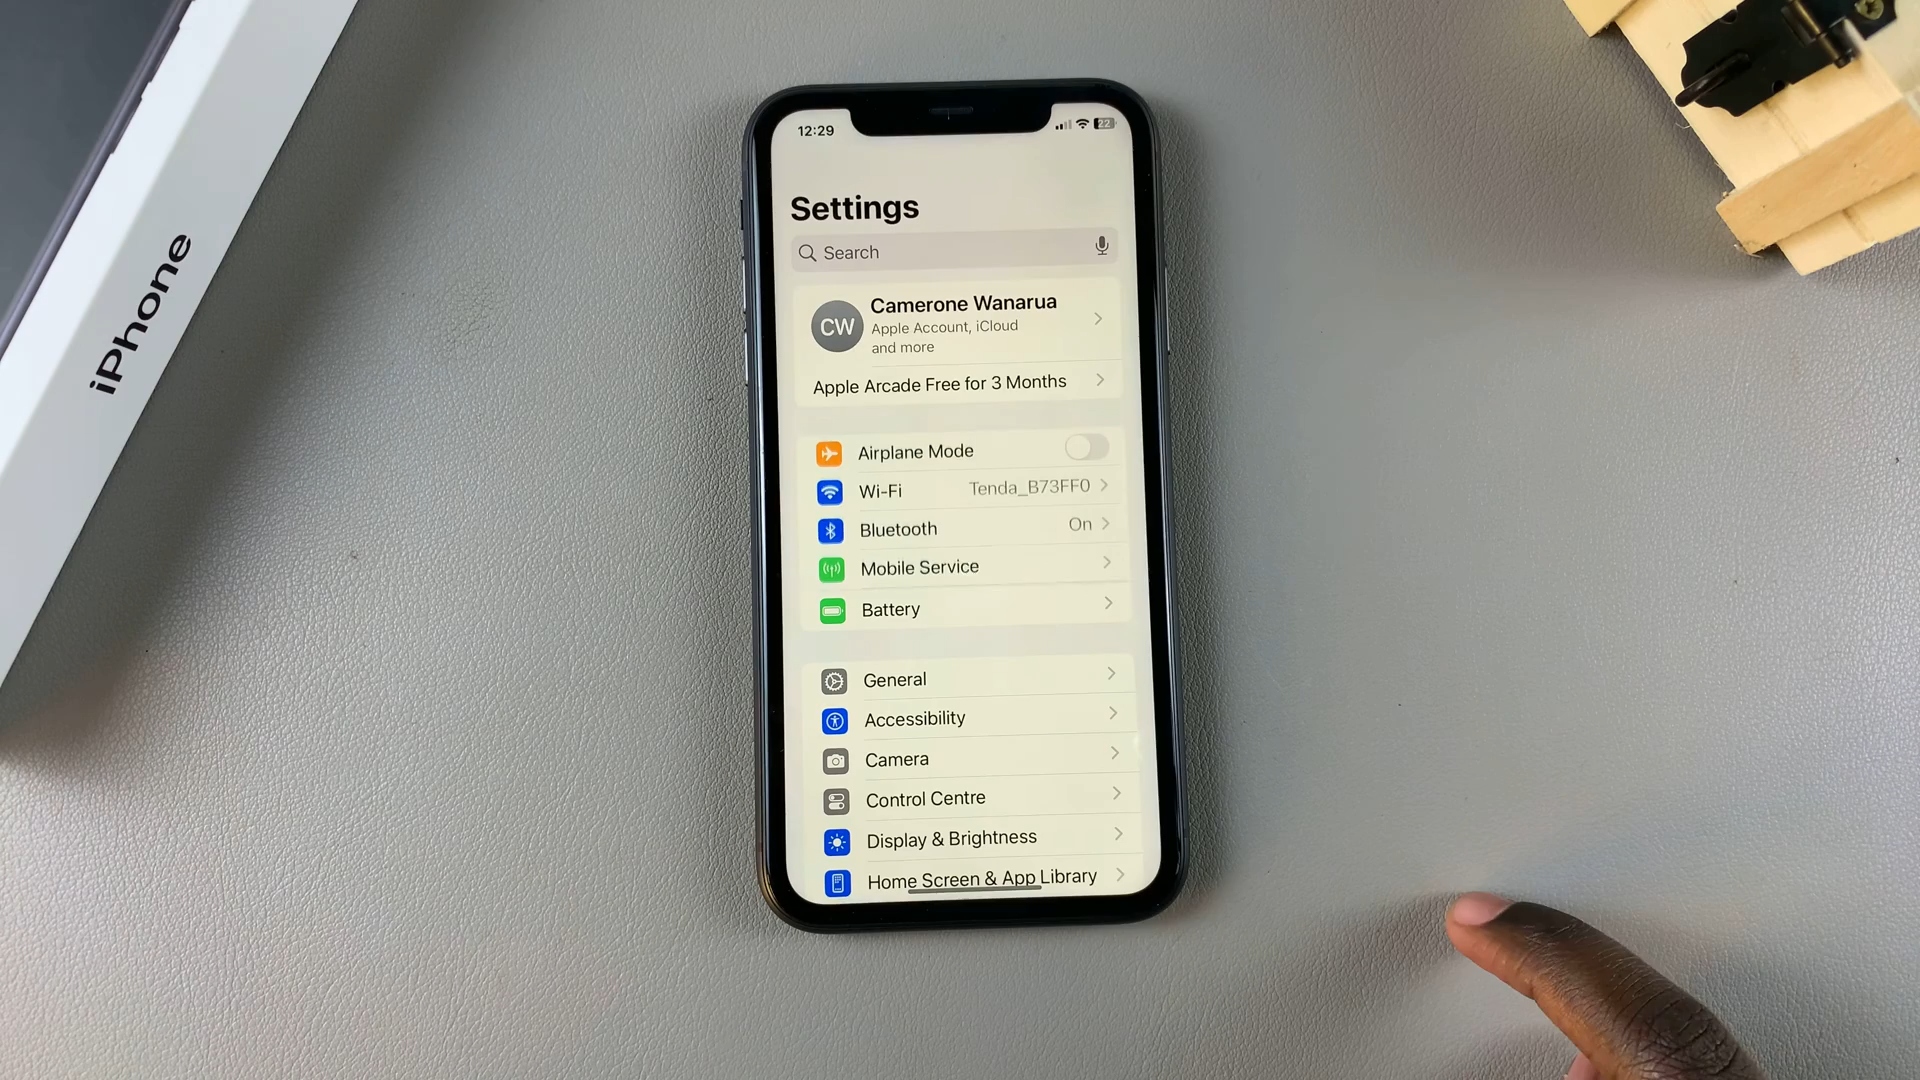 iPhone
12:29
22
Settings
Search
CW
Camerone Wanarua
Apple Account, iCloud
and more
Apple Arcade Free for 3 Months
Airplane Mode
Wi-Fi Tenda_B73FF0
Bluetooth On
Mobile Service
Battery
General
Accessibility
Camera
Control Centre
Display & Brightness
Home Screen & App Library